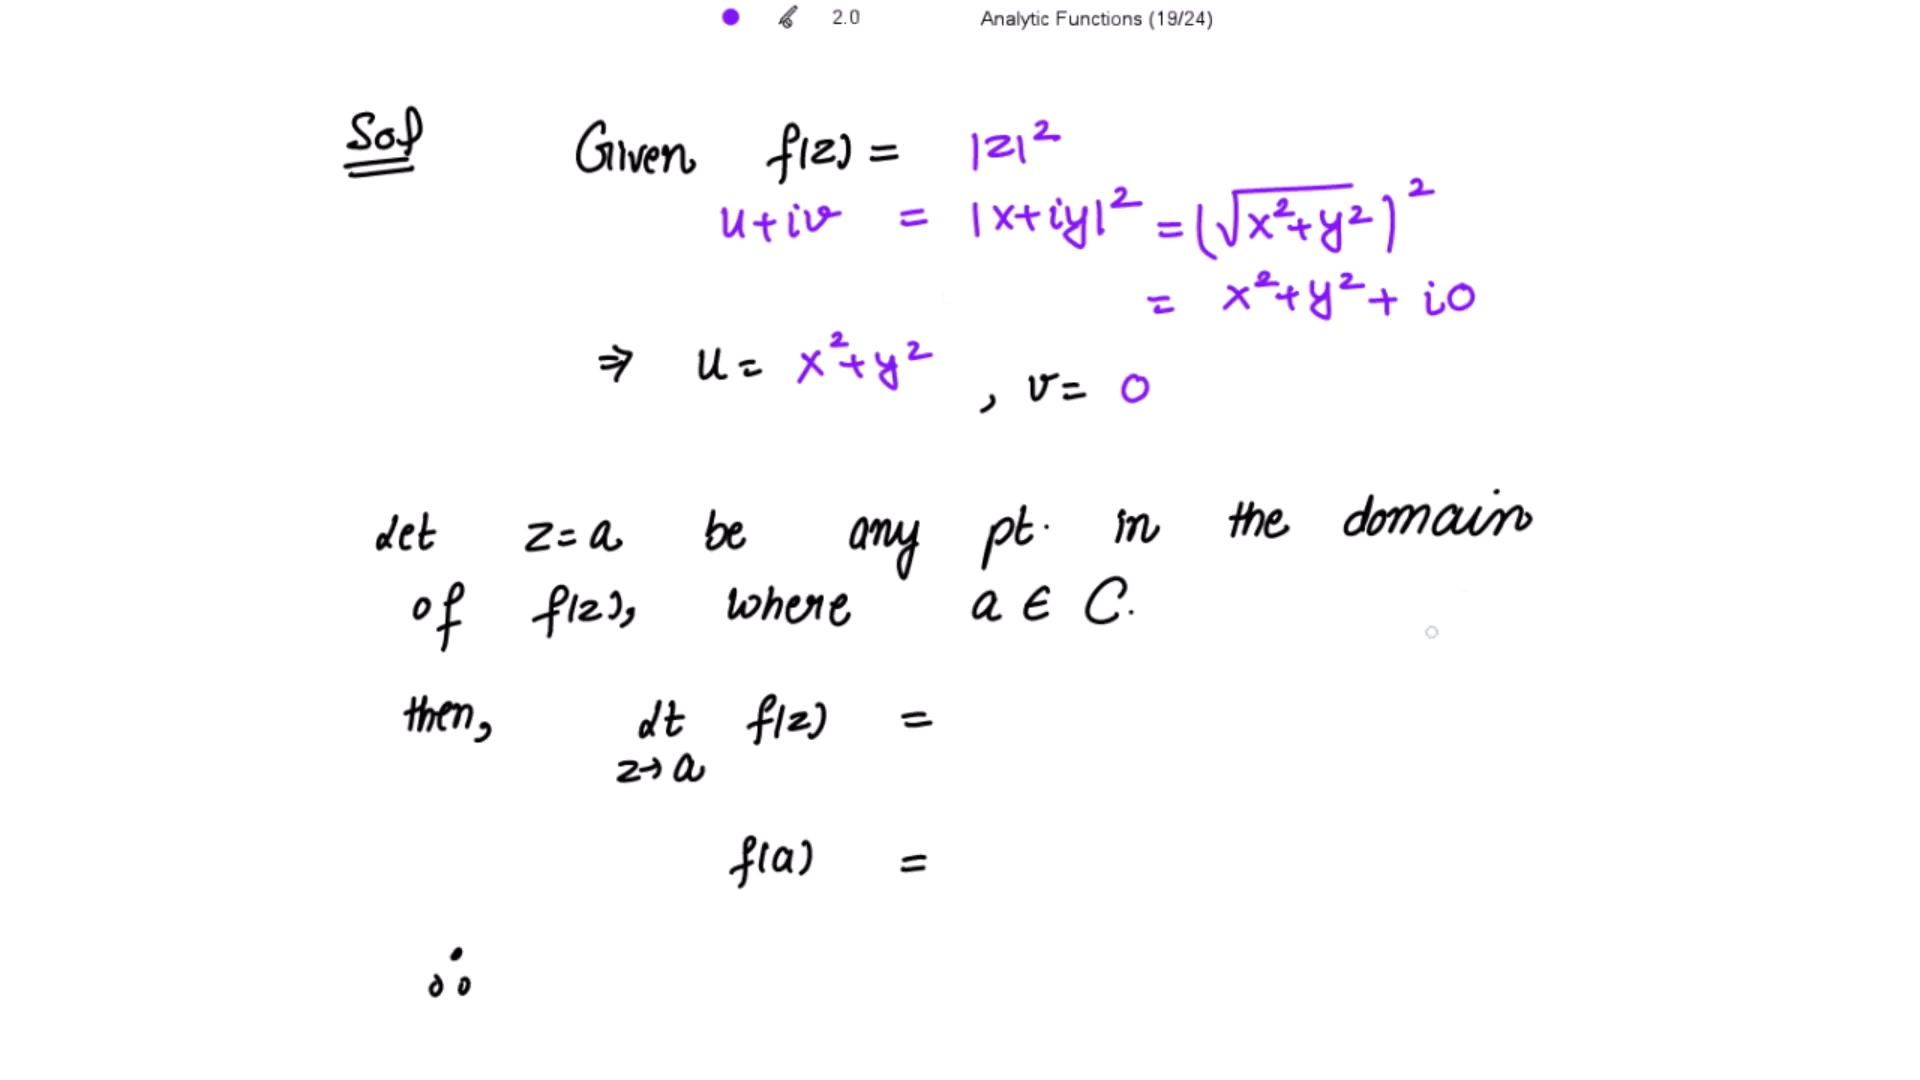 2.0 Analytic Functions (19/24)
Sol Given f(z) = |z|²
u+iv = |x+iy|² = (√x²+y²)²
= x²+y²+ i0
⇒ u = x²+y² , v = 0
Let z=a be any pt. in the domain
of f(z), where a ∈ C.
then, Lt f(z) =
z→a
f(a) =
∴